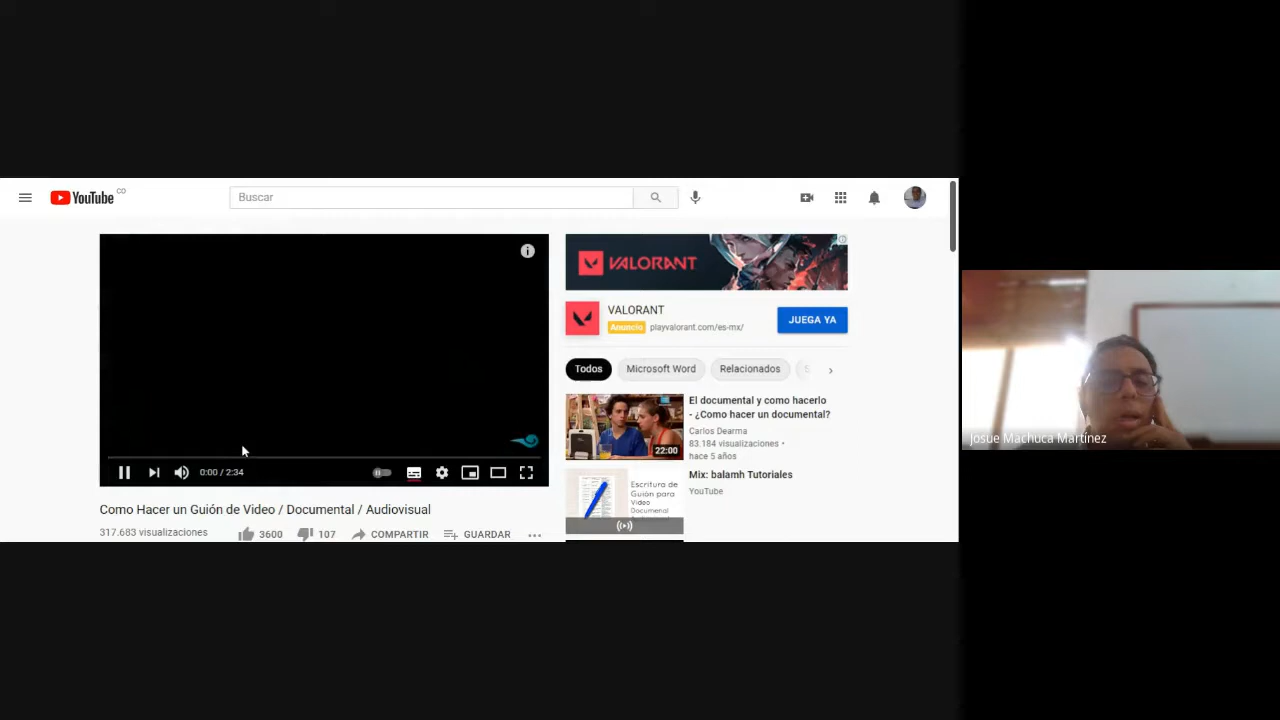 YouTube CO
Buscar
VALORANT
VALORANT
Anuncio playvalorant.com/es-mx/
JUEGA YA
Todos
Microsoft Word
Relacionados
S
El documental y como hacerlo
- ¿Como hacer un documental?
Carlos Dearma
83.184 visualizaciones •
hace 5 años
22:00
Mix: balamh Tutoriales
YouTube
Escritura de
Guión para
Video
Documental
0:00 / 2:34
Como Hacer un Guión de Video / Documental / Audiovisual
317.683 visualizaciones
3600
107
COMPARTIR
GUARDAR
Josue Machuca Martínez